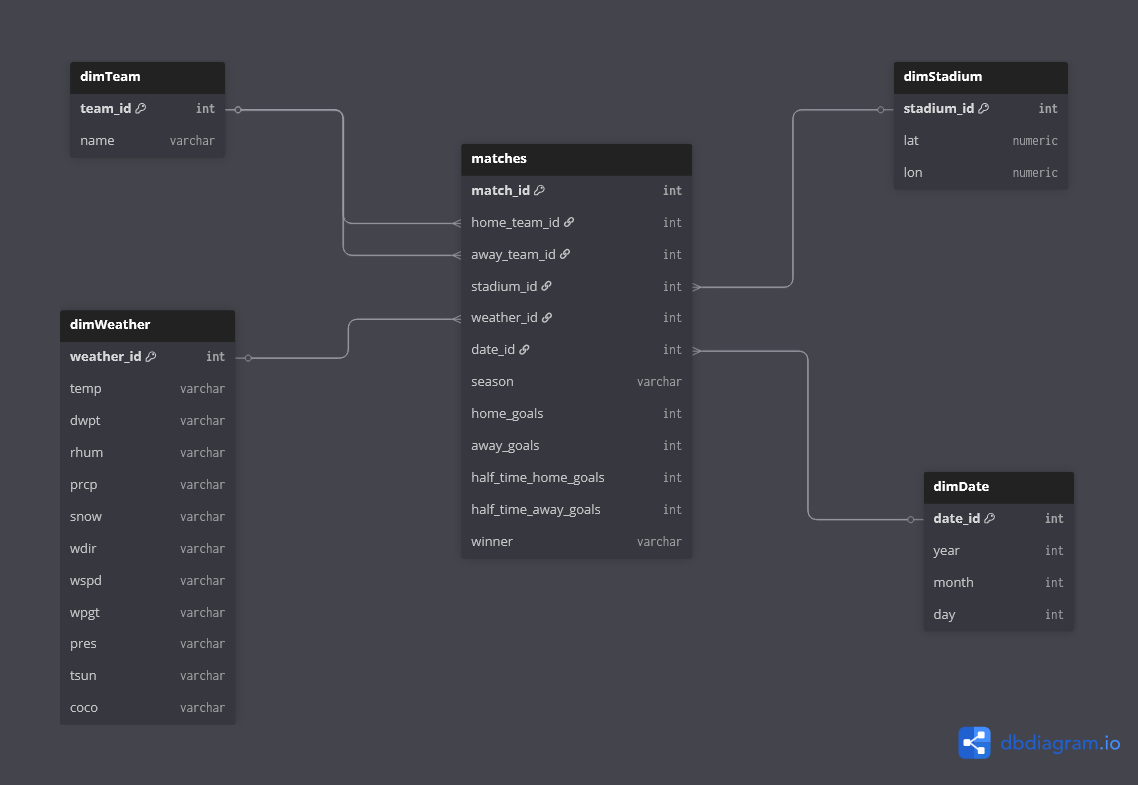 dimTeam
team_id int
name varchar
dimWeather
weather_id int
temp varchar
dwpt varchar
rhum varchar
prcp varchar
snow varchar
wdir varchar
wspd varchar
wpgt varchar
pres varchar
tsun varchar
coco varchar
matches
match_id int
home_team_id int
away_team_id int
stadium_id int
weather_id int
date_id int
season varchar
home_goals int
away_goals int
half_time_home_goals int
half_time_away_goals int
winner varchar
dimStadium
stadium_id int
lat numeric
lon numeric
dimDate
date_id int
year int
month int
day int
dbdiagram.io